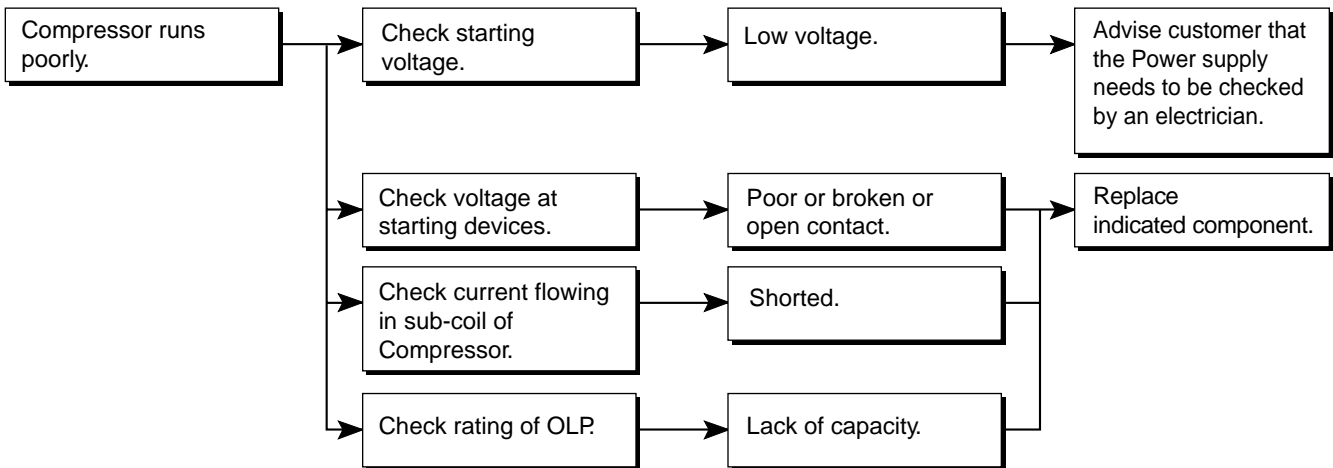 Compressor runs
poorly.
Check starting
voltage.
Low voltage.
Advise customer that
the Power supply
needs to be checked
by an electrician.
Check voltage at
starting devices.
Poor or broken or
open contact.
Replace
indicated component.
Check current flowing
in sub-coil of
Compressor.
Shorted.
Check rating of OLP.
Lack of capacity.